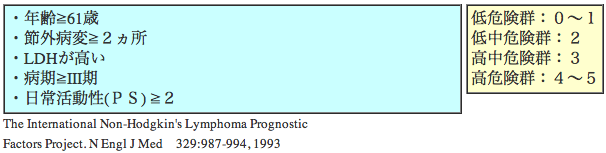 ・年齢≧61歳
・節外病変≧２ヵ所
・LDHが高い
・病期≧Ⅲ期
・日常活動性(ＰＳ)≧２
低危険群：０〜１
低中危険群：２
高中危険群：３
高危険群：４〜５
The International Non-Hodgkin's Lymphoma Prognostic
Factors Project. N Engl J Med　329:987-994, 1993